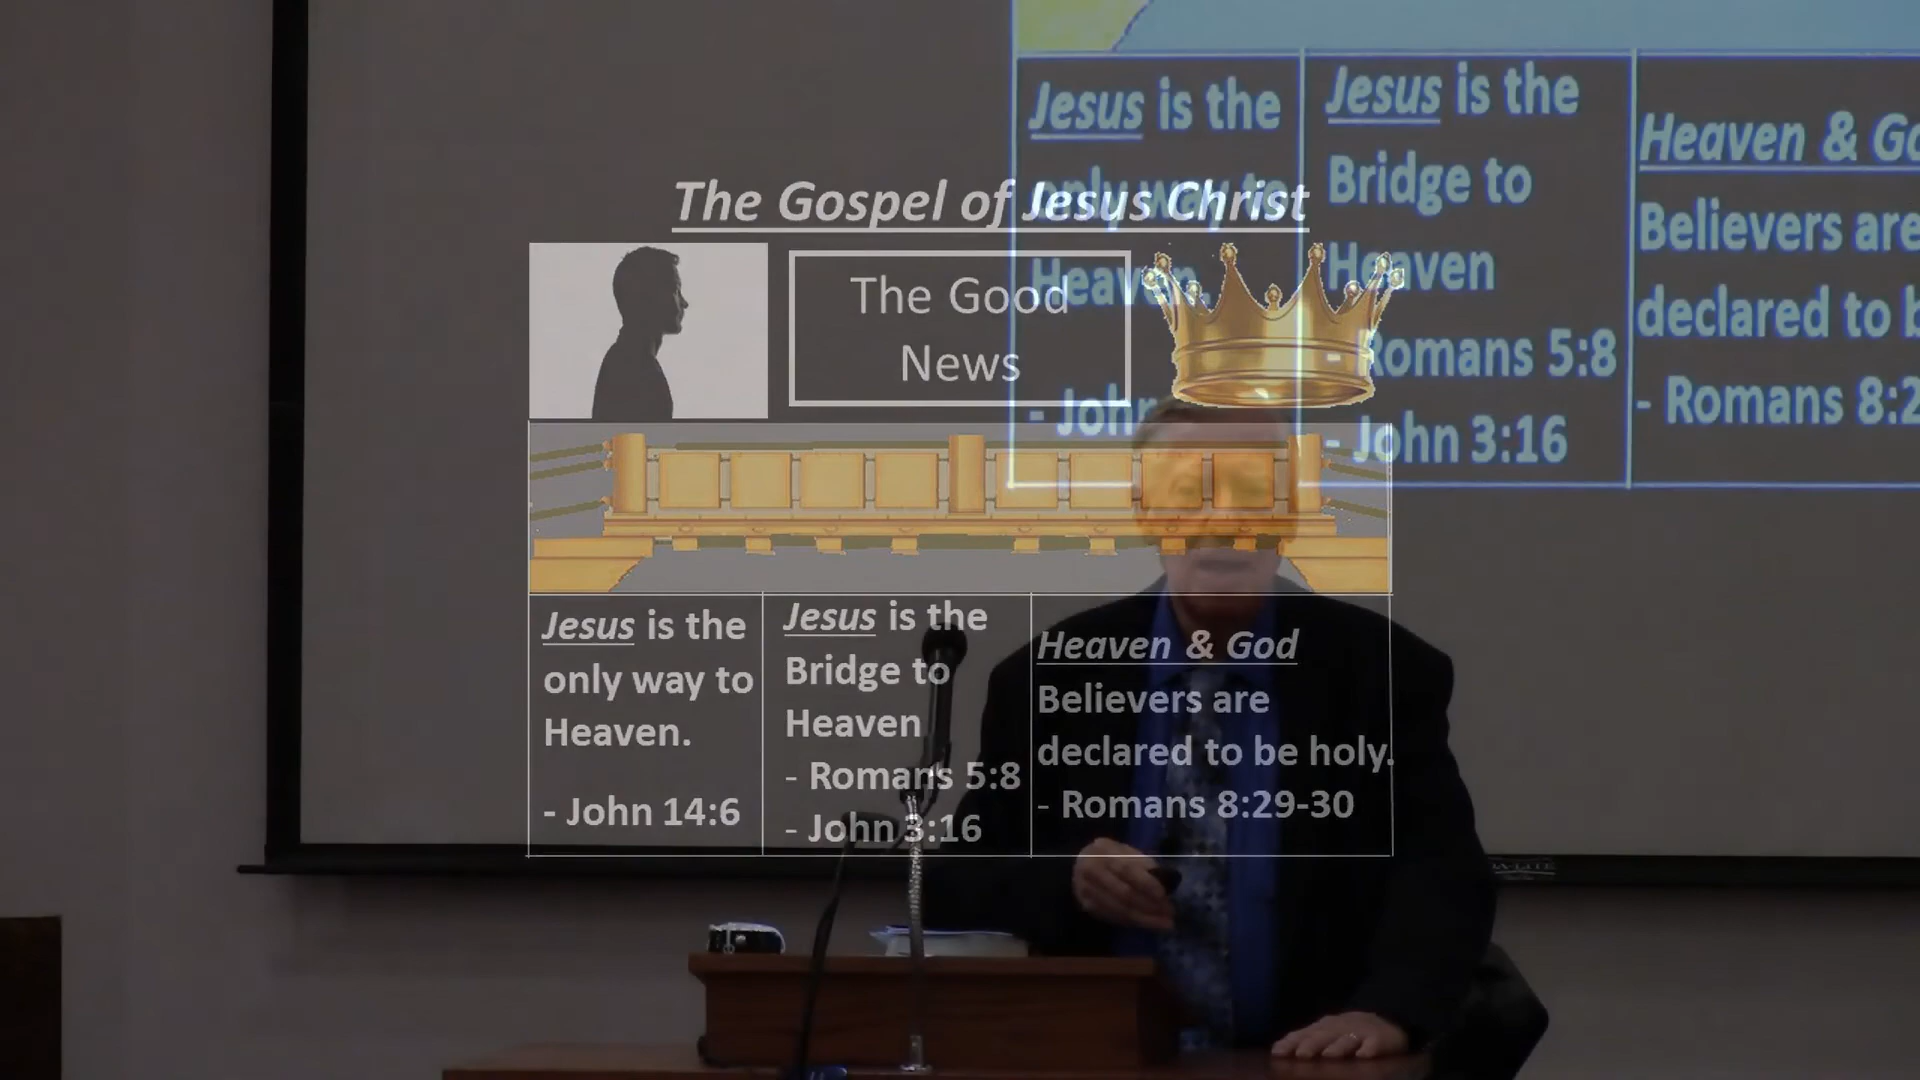 The Gospel of Jesus Christ
The Good
News
Jesus is the
only way to
Heaven.
- John 14:6
Jesus is the
Bridge to
Heaven
- Romans 5:8
- John 3:16
Heaven & God
Believers are
declared to be holy.
- Romans 8:29-30
Jesus is the
only way to
Heaven.
- John
Jesus is the
Bridge to
Heaven
- Romans 5:8
- John 3:16
Heaven & Go
Believers are
declared to b
- Romans 8:2